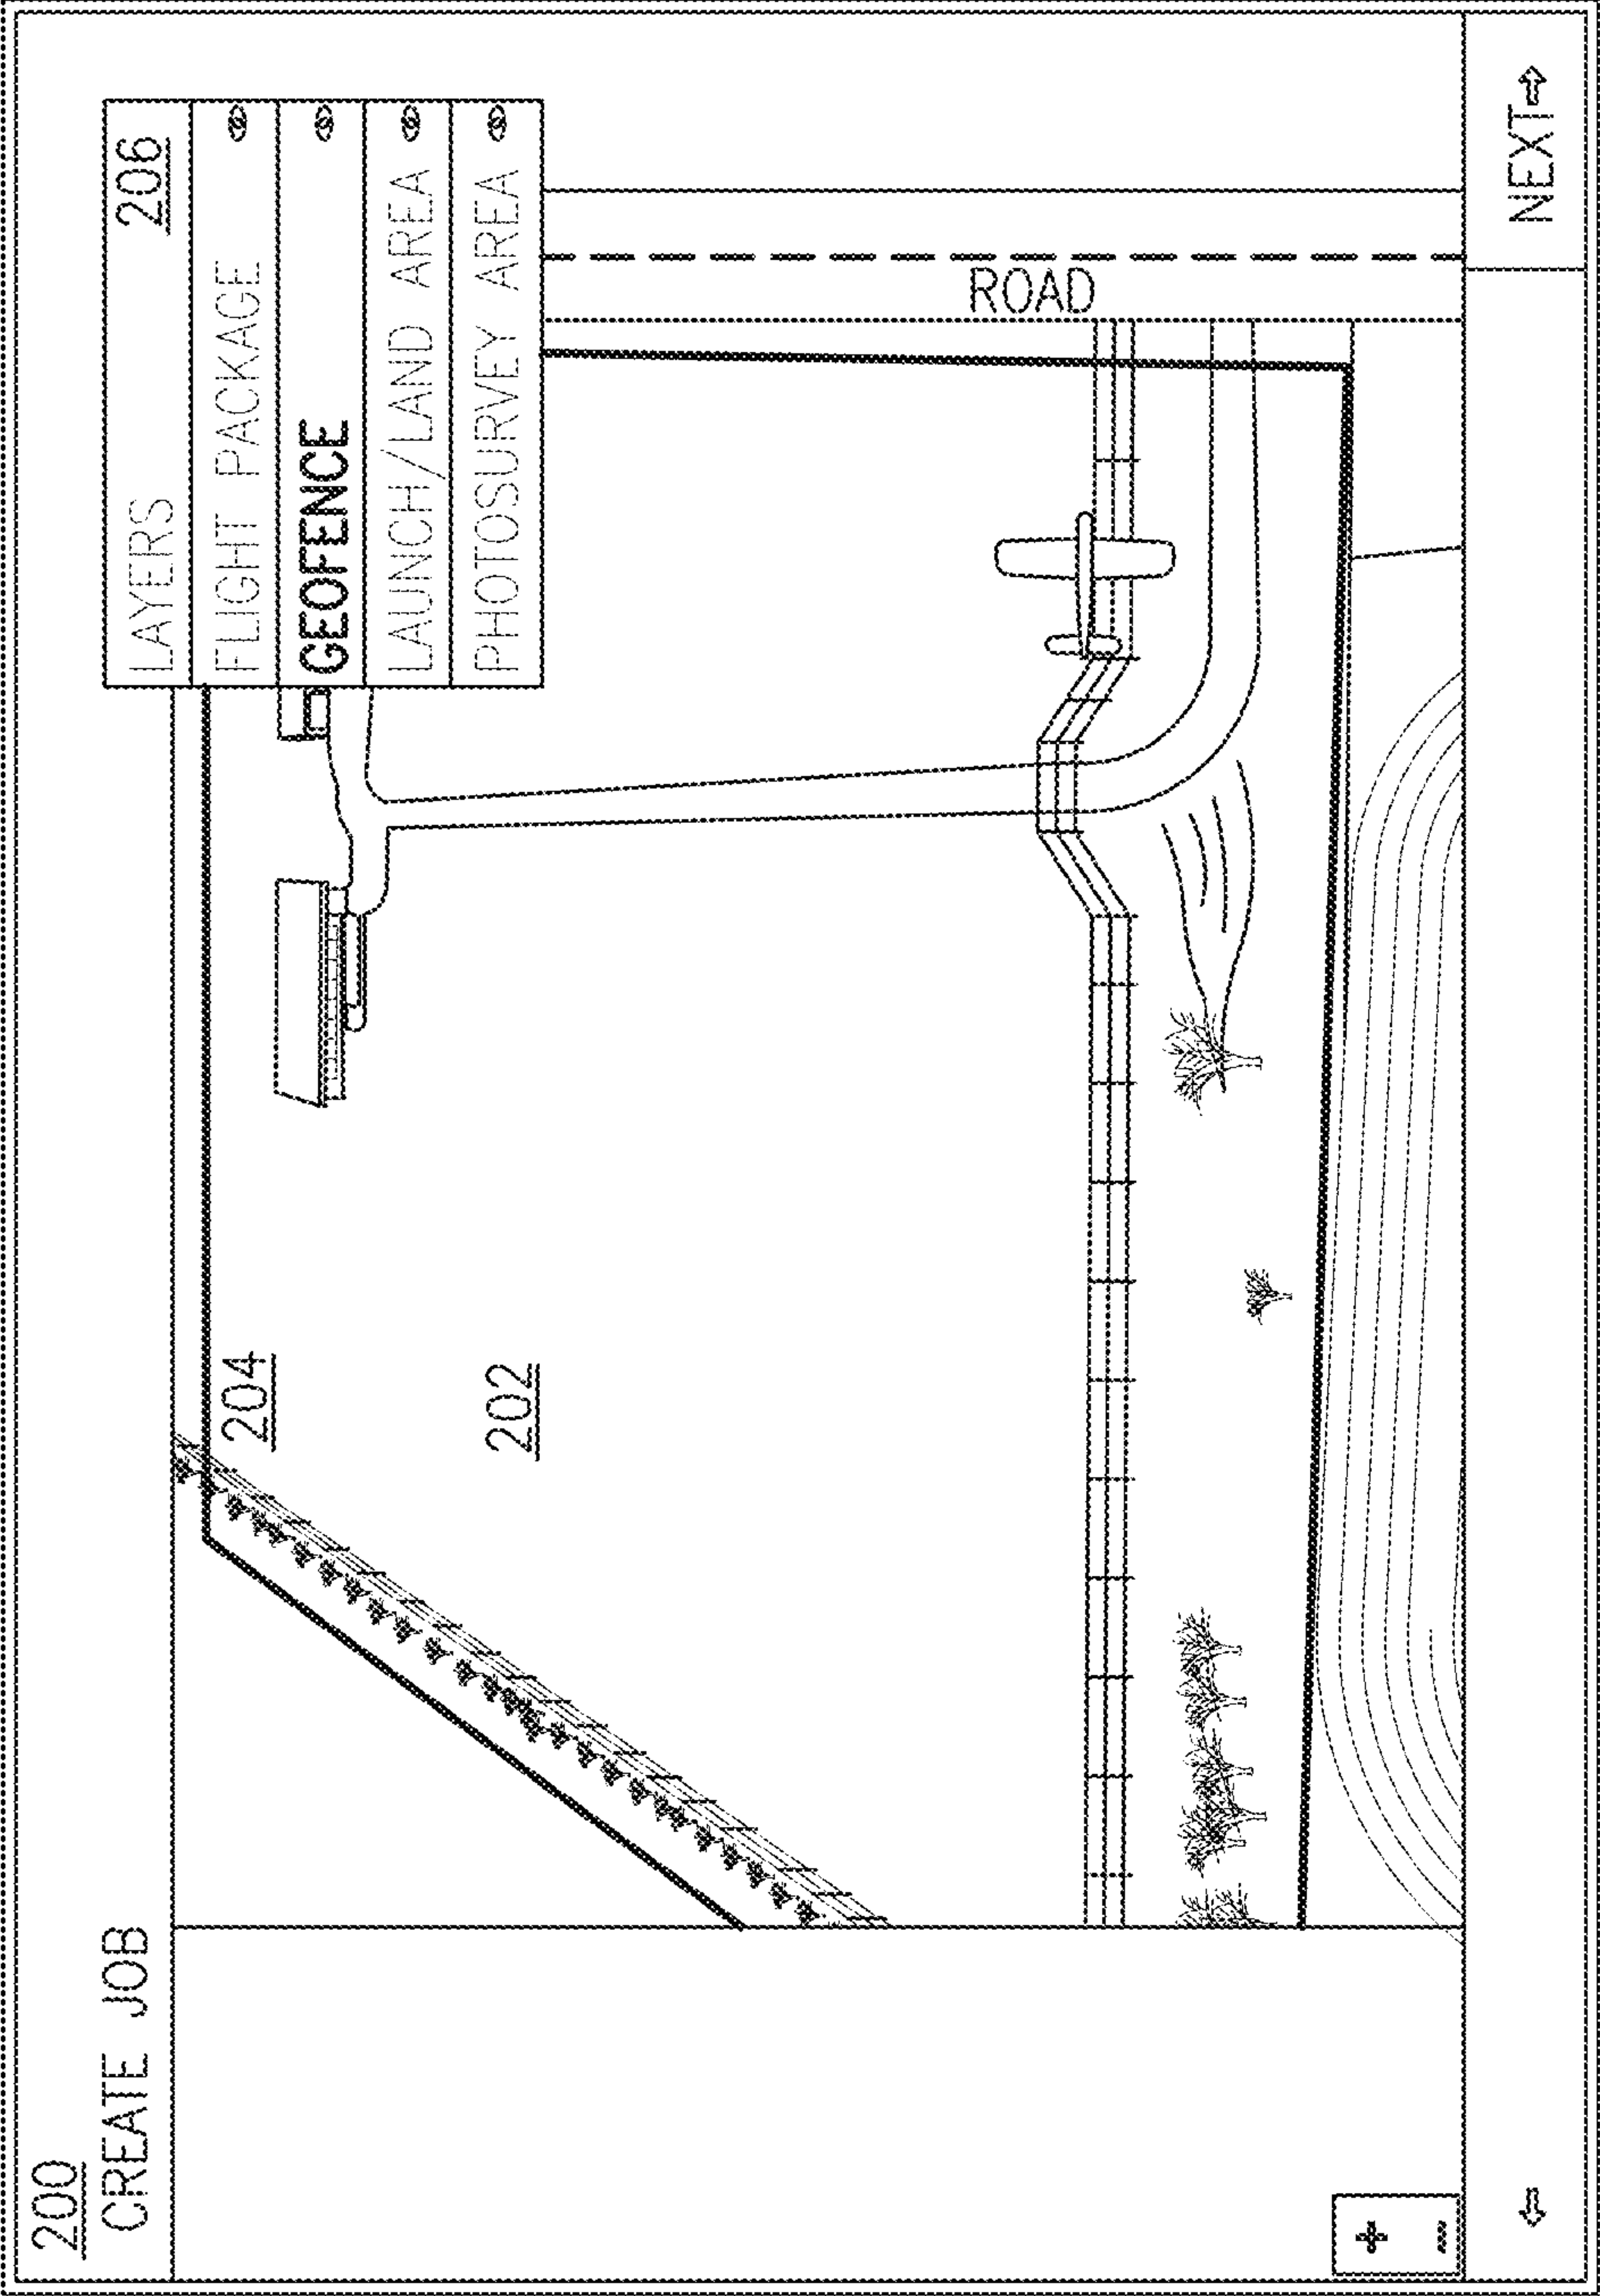 200
CREATE JOB
LAYERS 206
FLIGHT PACKAGE
GEOFENCE
LAUNCH/LAND AREA
PHOTOSURVEY AREA
204
202
ROAD
+
-
NEXT